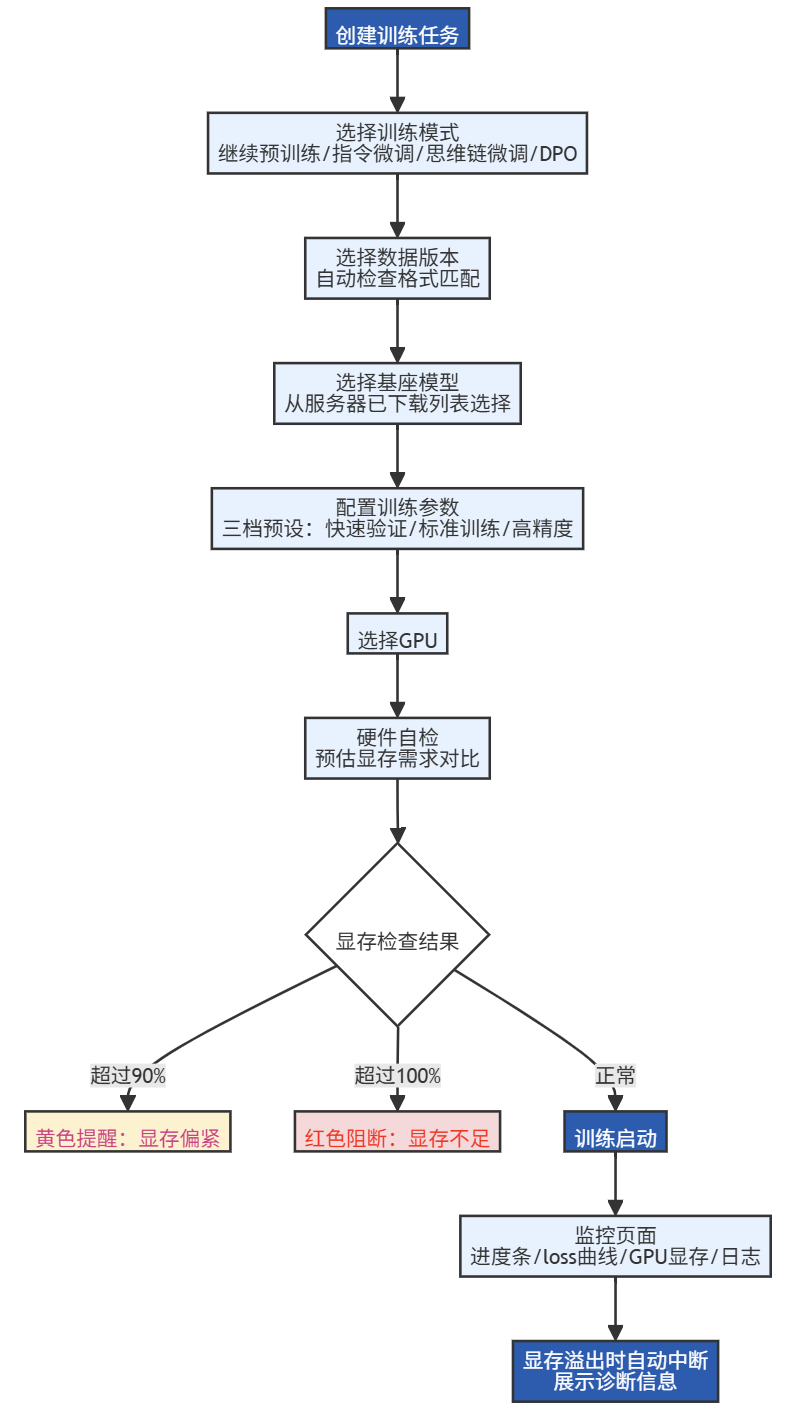 创建训练任务
选择训练模式
继续预训练/指令微调/思维链微调/DPO
选择数据版本
自动检查格式匹配
选择基座模型
从服务器已下载列表选择
配置训练参数
三档预设：快速验证/标准训练/高精度
选择GPU
硬件自检
预估显存需求对比
显存检查结果
超过90%
超过100%
正常
黄色提醒：显存偏紧
红色阻断：显存不足
训练启动
监控页面
进度条/loss曲线/GPU显存/日志
显存溢出时自动中断
展示诊断信息